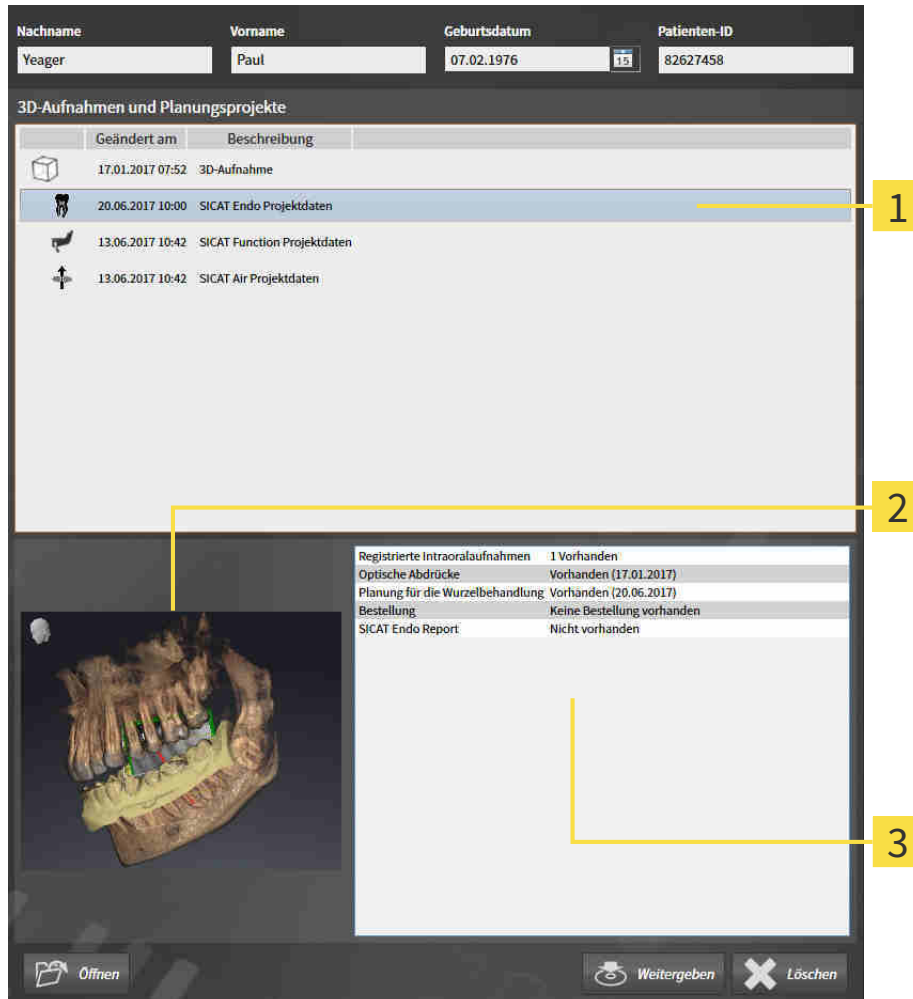 Nachname Vorname Geburtsdatum Patienten-ID
Yeager Paul 07.02.1976 15 82627458
3D-Aufnahmen und Planungsprojekte
Geändert am Beschreibung
17.01.2017 07:52 3D-Aufnahme
20.06.2017 10:00 SICAT Endo Projektdaten
1
13.06.2017 10:42 SICAT Function Projektdaten
13.06.2017 10:42 SICAT Air Projektdaten
2
Registrierte Intraoralaufnahmen 1 Vorhanden
Optische Abdrücke Vorhanden (17.01.2017)
Planung für die Wurzelbehandlung Vorhanden (20.06.2017)
Bestellung Keine Bestellung vorhanden
SICAT Endo Report Nicht vorhanden
3
Öffnen Weitergeben Löschen